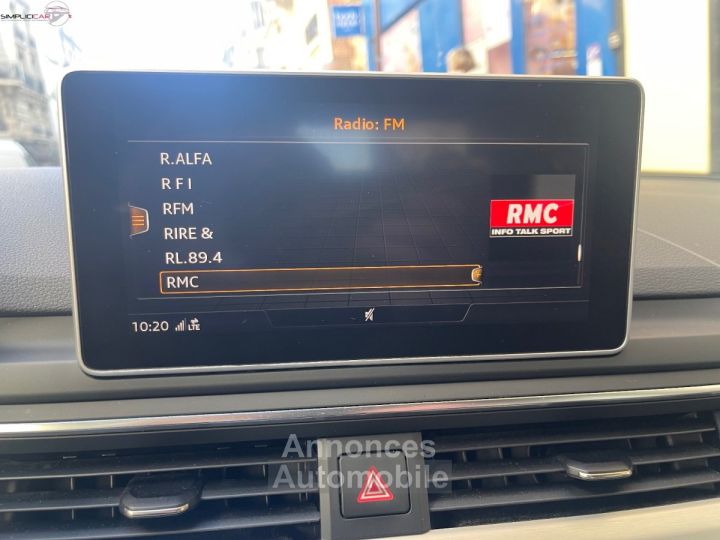 SIMPLICICAR
Radio: FM
R.ALFA
R F I
RFM
RIRE &
RL.89.4
RMC
RMC
INFO TALK SPORT
10:20
LTE
Annonces
Automobile